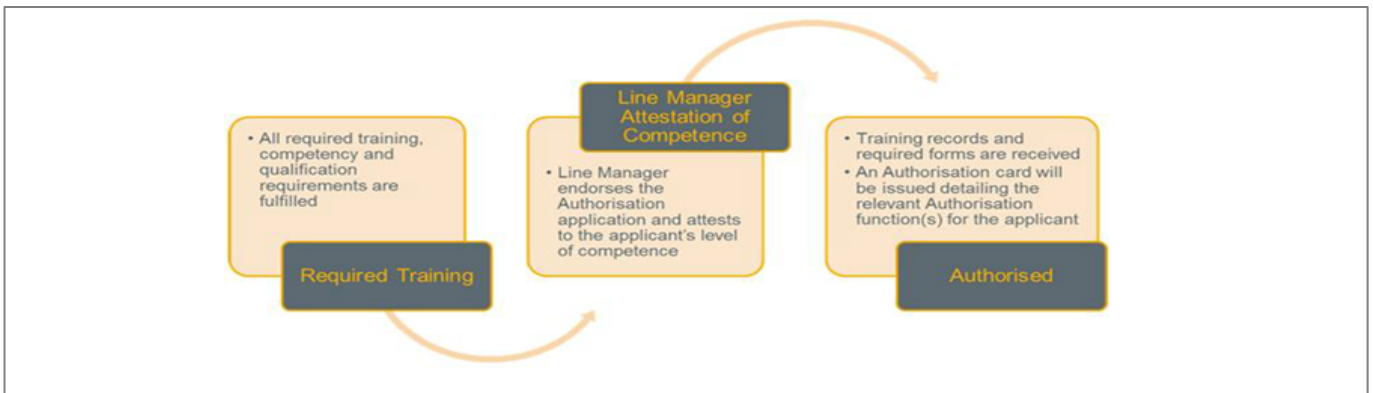 • All required training,
competency and
qualification
requirements are
fulfilled
Required Training
Line Manager
Attestation of
Competence
• Line Manager
endorses the
Authorisation
application and attests
to the applicant's level
of competence
• Training records and
required forms are received
• An Authorisation card will
be issued detailing the
relevant Authorisation
function(s) for the applicant
Authorised